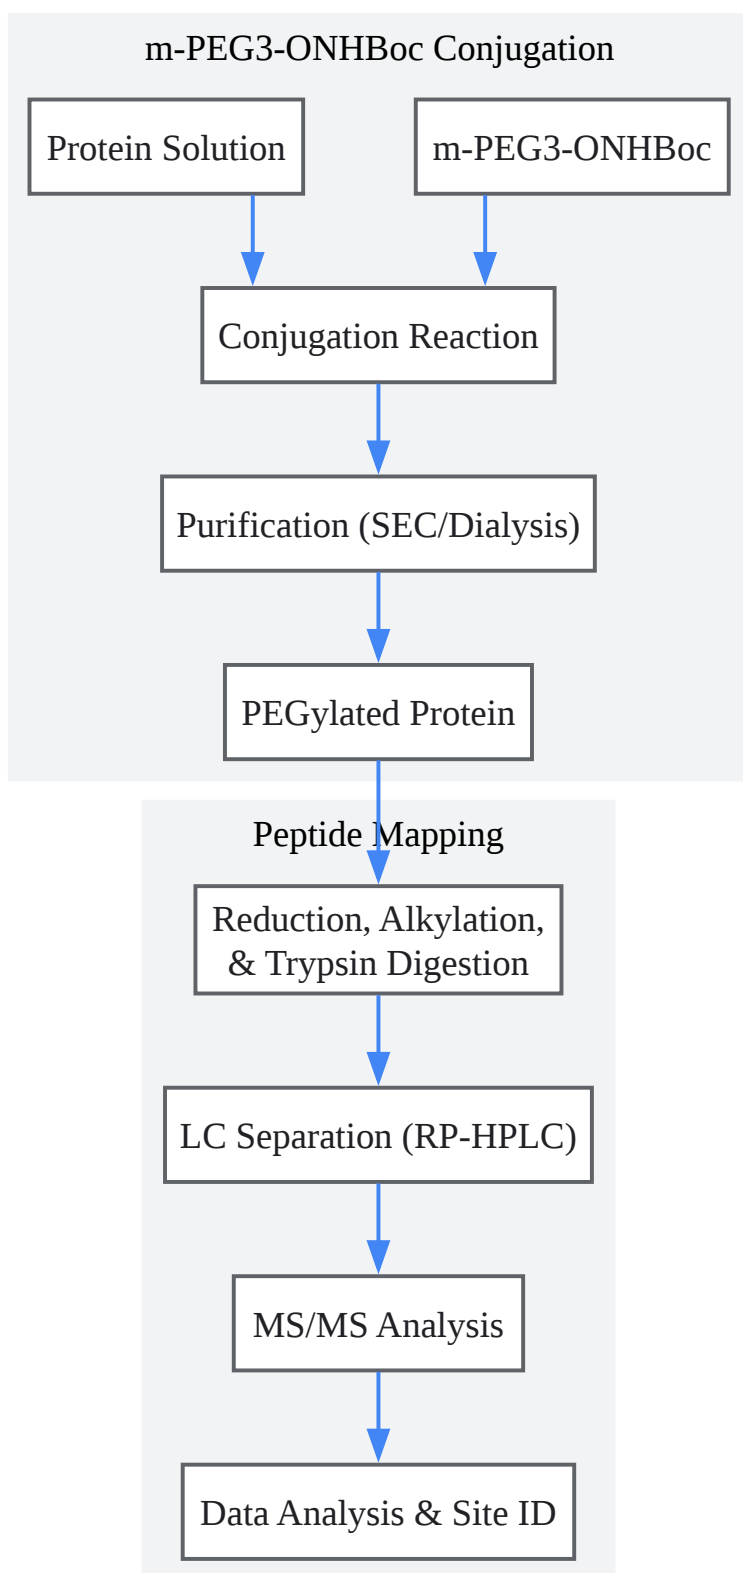 m-PEG3-ONHBoc Conjugation
Protein Solution
m-PEG3-ONHBoc
Conjugation Reaction
Purification (SEC/Dialysis)
PEGylated Protein
Peptide Mapping
Reduction, Alkylation,
& Trypsin Digestion
LC Separation (RP-HPLC)
MS/MS Analysis
Data Analysis & Site ID